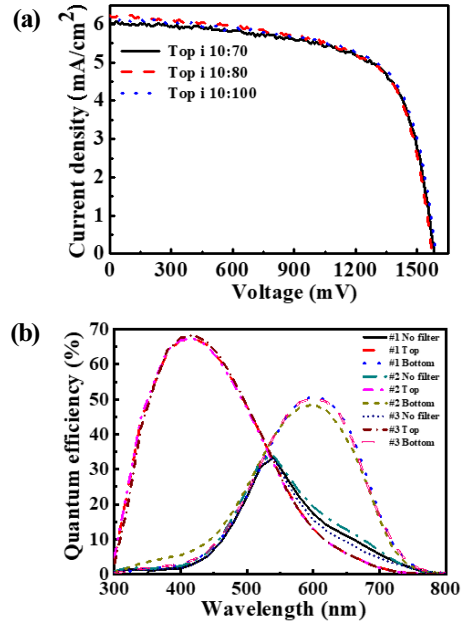 (a)
Current density (mA/cm²)
6
5
4
3
2
1
0
Top i 10:70
Top i 10:80
Top i 10:100
0 300 600 900 1200 1500
Voltage (mV)
(b)
Quantum efficiency (%)
70
60
50
40
30
20
10
0
#1 No filter
#1 Top
#1 Bottom
#2 No filter
#2 Top
#2 Bottom
#3 No filter
#3 Top
#3 Bottom
300 400 500 600 700 800
Wavelength (nm)